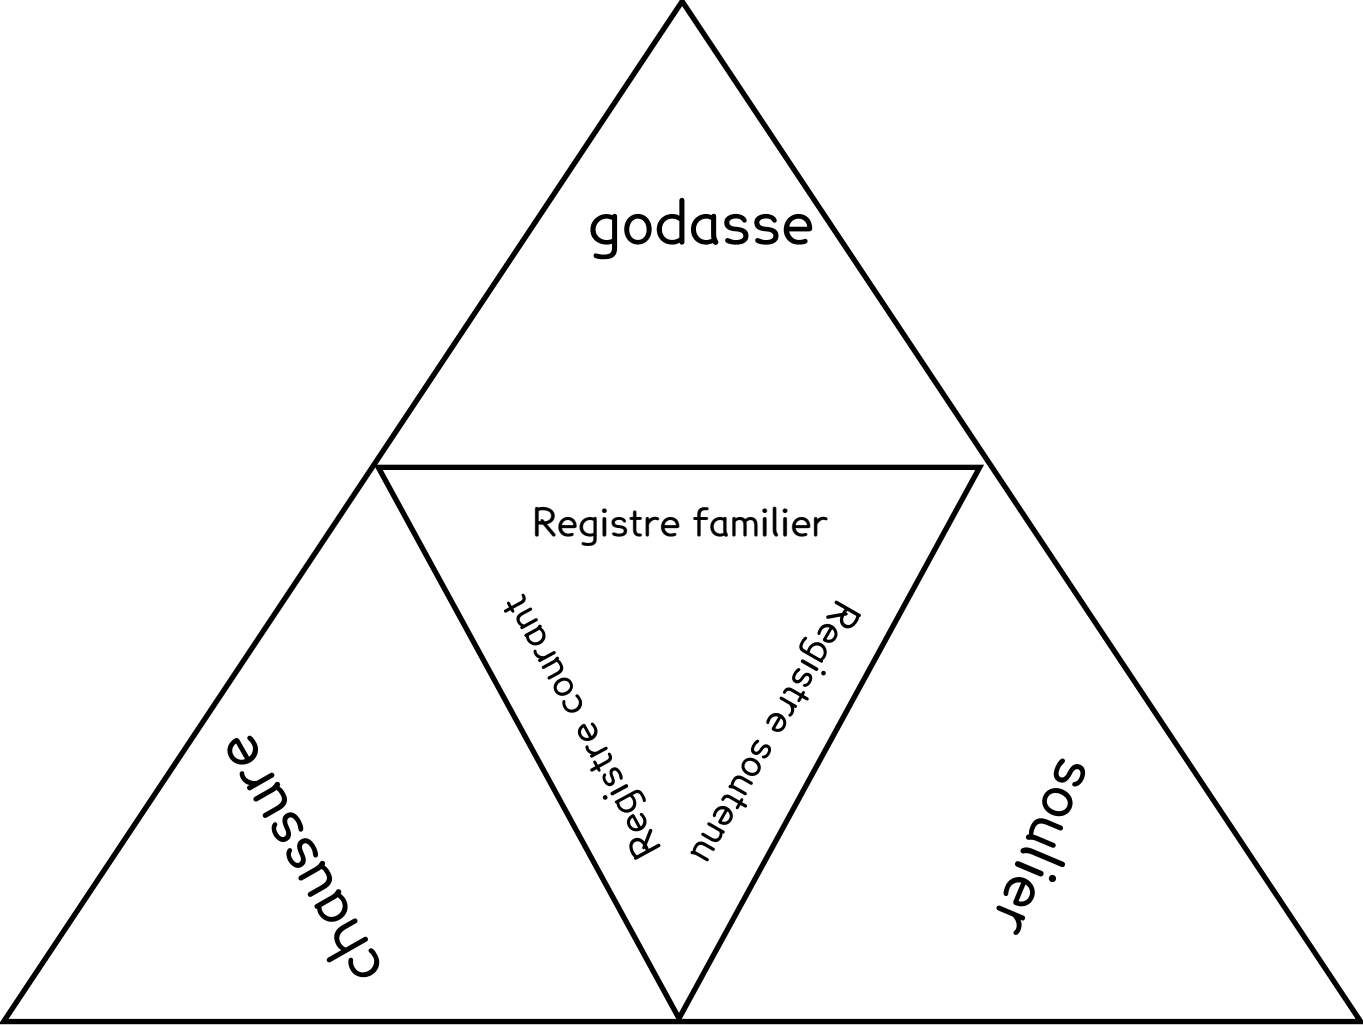 godasse
Registre familier
Registre courant
Registre soutenu
chaussure
soulier